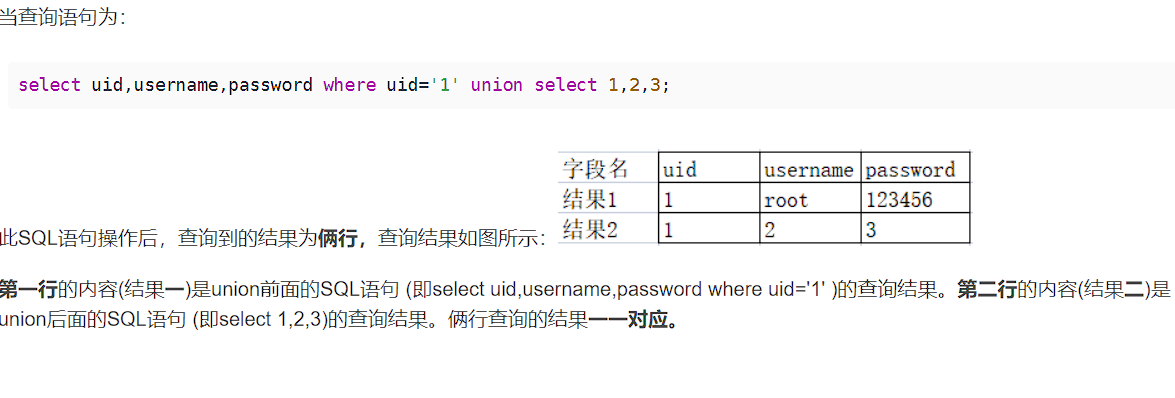 当查询语句为：
select uid,username,password where uid='1' union select 1,2,3;
字段名 uid username password
结果1 1 root 123456
结果2 1 2 3
此SQL语句操作后，查询到的结果为俩行，查询结果如图所示：
第一行的内容(结果一)是union前面的SQL语句 (即select uid,username,password where uid='1' )的查询结果。第二行的内容(结果二)是
union后面的SQL语句 (即select 1,2,3)的查询结果。俩行查询的结果一一对应。